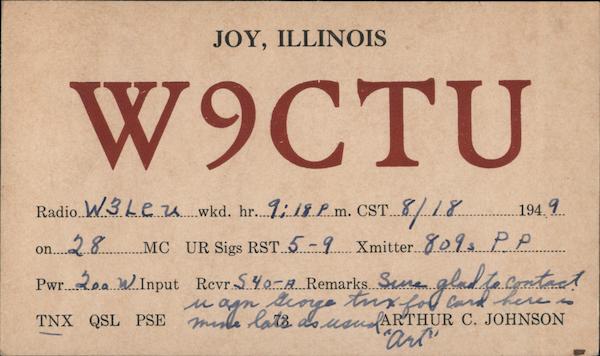 JOY, ILLINOIS
W9CTU
Radio W3LEU wkd. hr. 9:18 P m. CST 8/18 1949
on 28 MC UR Sigs RST 5-9 Xmitter 809s P.P
Pwr 200 W Input Rcvr S40-A Remarks Sure glad to contact
u agn George tnx for card here is
TNX QSL PSE mine late as usual 73 ARTHUR C. JOHNSON
"Art"